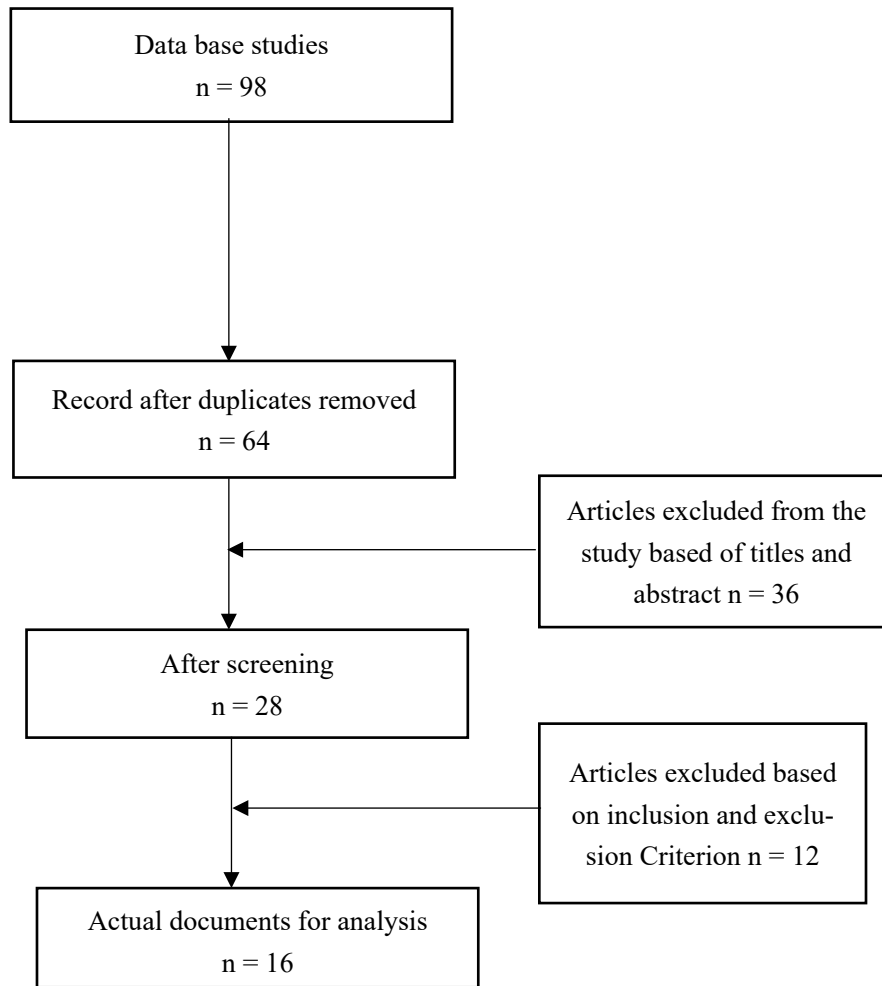 Data base studies
n = 98
Record after duplicates removed
n = 64
Articles excluded from the
study based of titles and
abstract n = 36
After screening
n = 28
Articles excluded based
on inclusion and exclu-
sion Criterion n = 12
Actual documents for analysis
n = 16